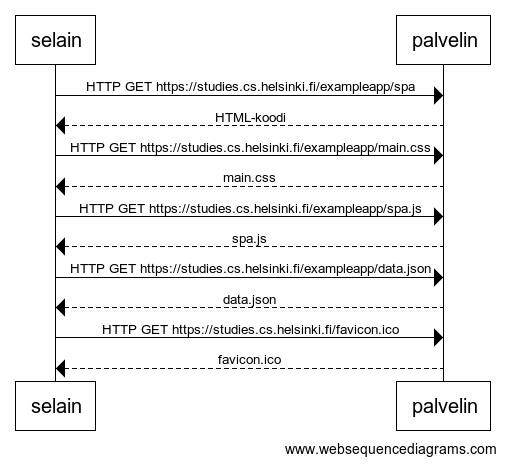 selain
palvelin
HTTP GET https://studies.cs.helsinki.fi/exampleapp/spa
HTML-koodi
HTTP GET https://studies.cs.helsinki.fi/exampleapp/main.css
main.css
HTTP GET https://studies.cs.helsinki.fi/exampleapp/spa.js
spa.js
HTTP GET https://studies.cs.helsinki.fi/exampleapp/data.json
data.json
HTTP GET https://studies.cs.helsinki.fi/favicon.ico
favicon.ico
selain
palvelin
www.websequencediagrams.com